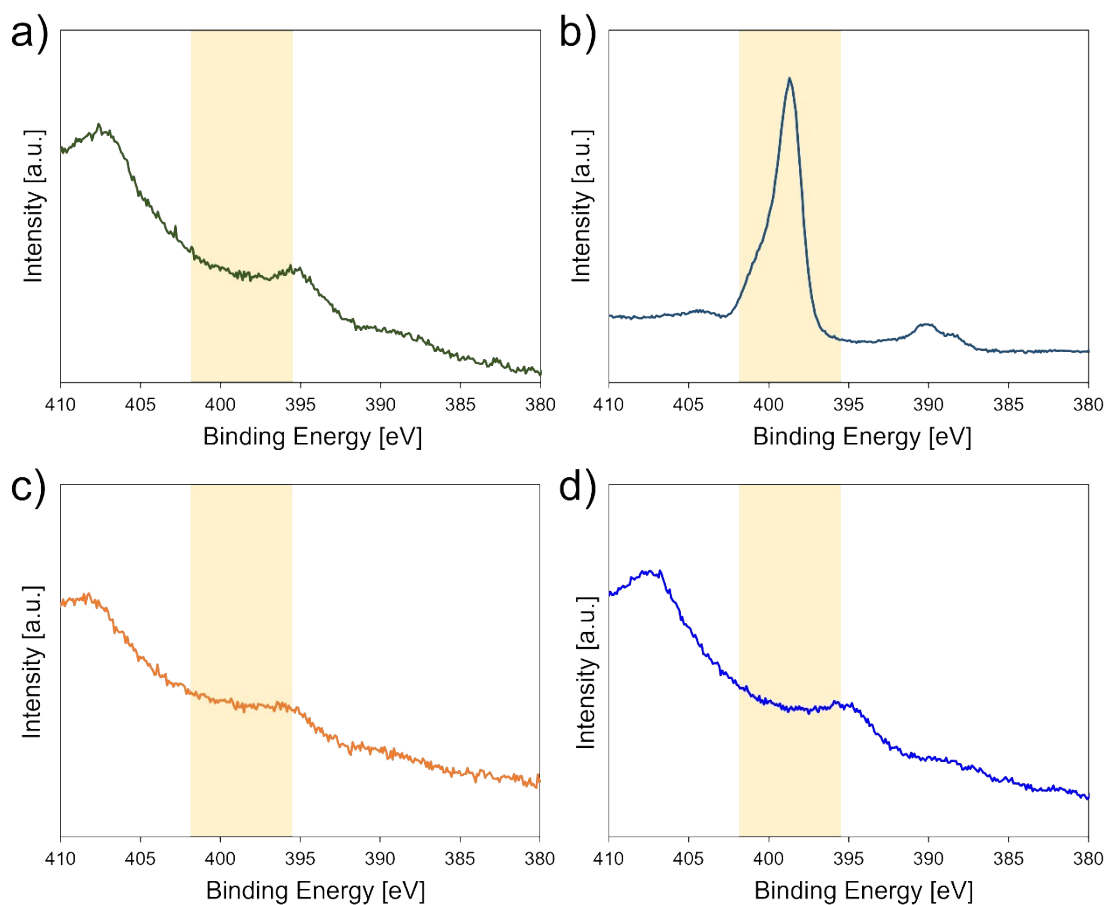 a)
Intensity [a.u.]
410 405 400 395 390 385 380
Binding Energy [eV]
b)
Intensity [a.u.]
410 405 400 395 390 385 380
Binding Energy [eV]
c)
Intensity [a.u.]
410 405 400 395 390 385 380
Binding Energy [eV]
d)
Intensity [a.u.]
410 405 400 395 390 385 380
Binding Energy [eV]